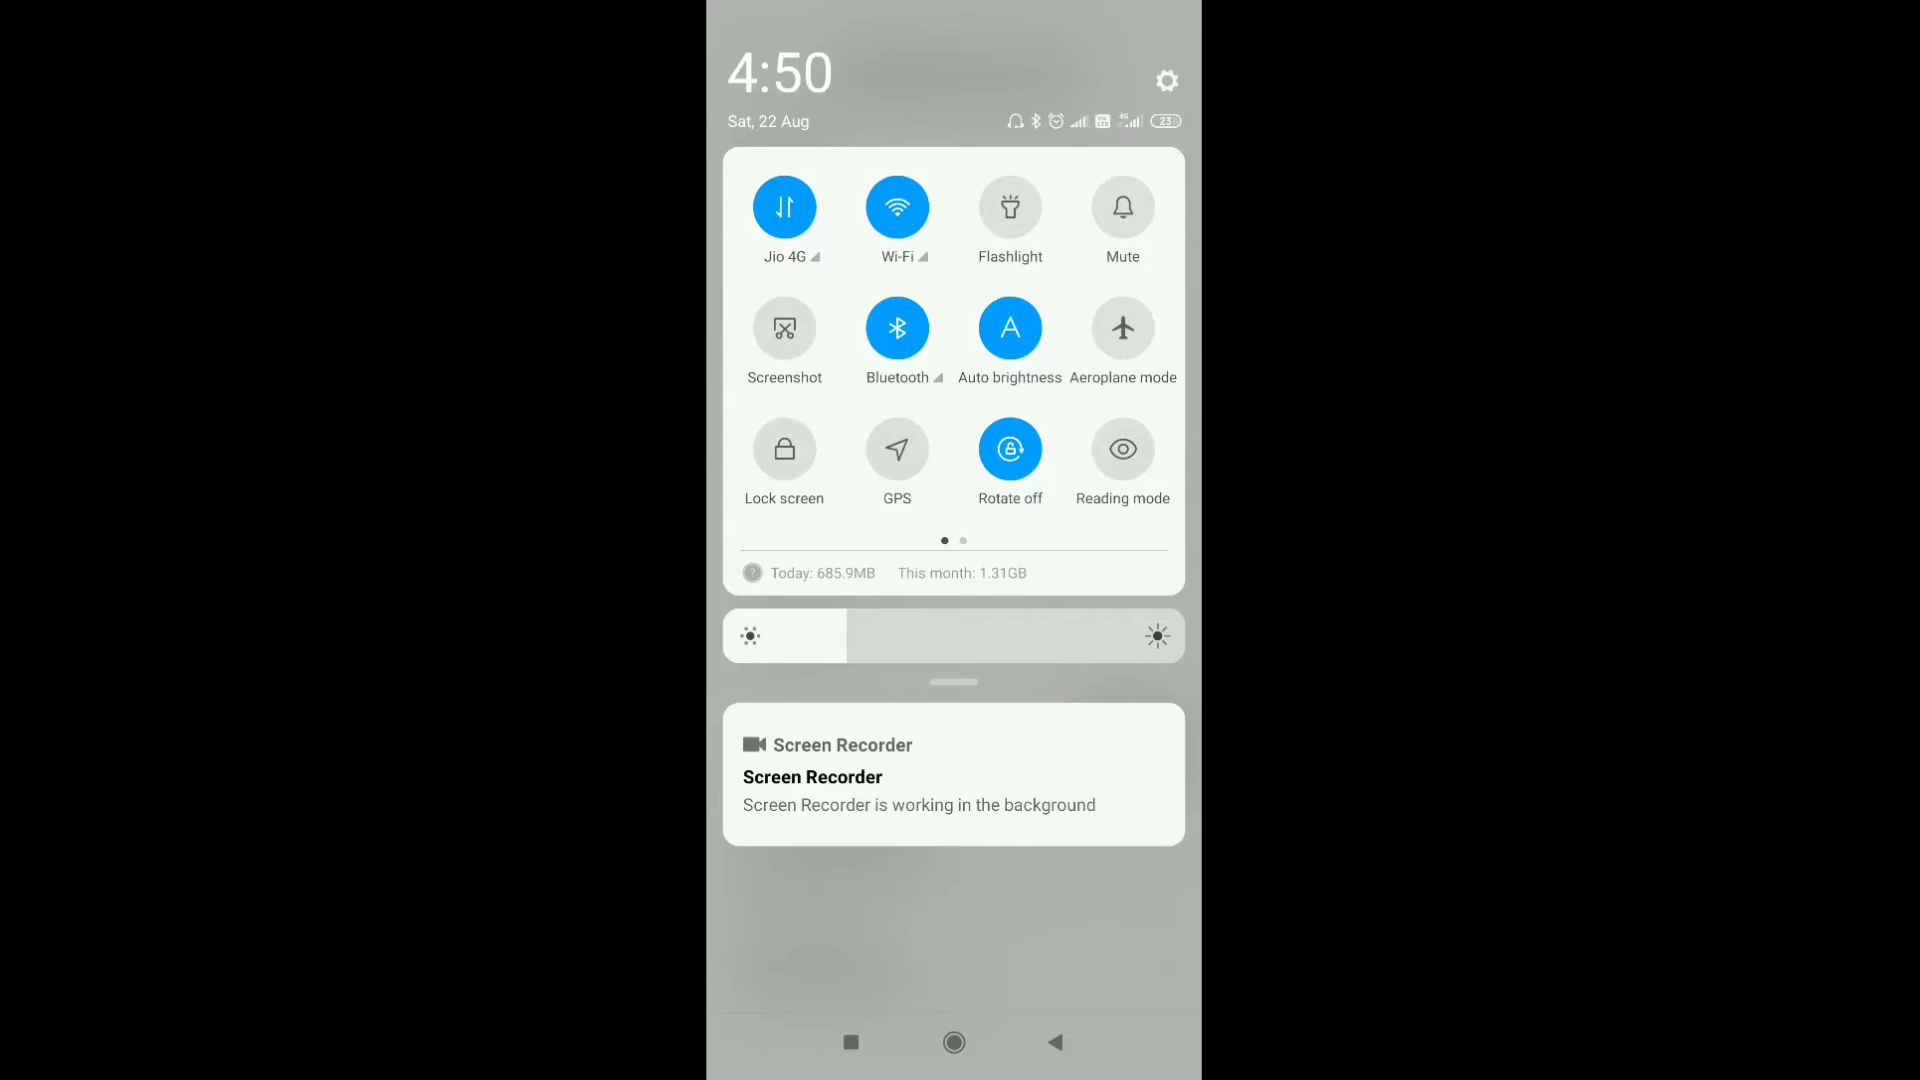 4:50
Sat, 22 Aug
4G
23
Jio 4G
Wi-Fi
Flashlight
Mute
Screenshot
Bluetooth
Auto brightness
Aeroplane mode
Lock screen
GPS
Rotate off
Reading mode
Today: 685.9MB This month: 1.31GB
Screen Recorder
Screen Recorder
Screen Recorder is working in the background